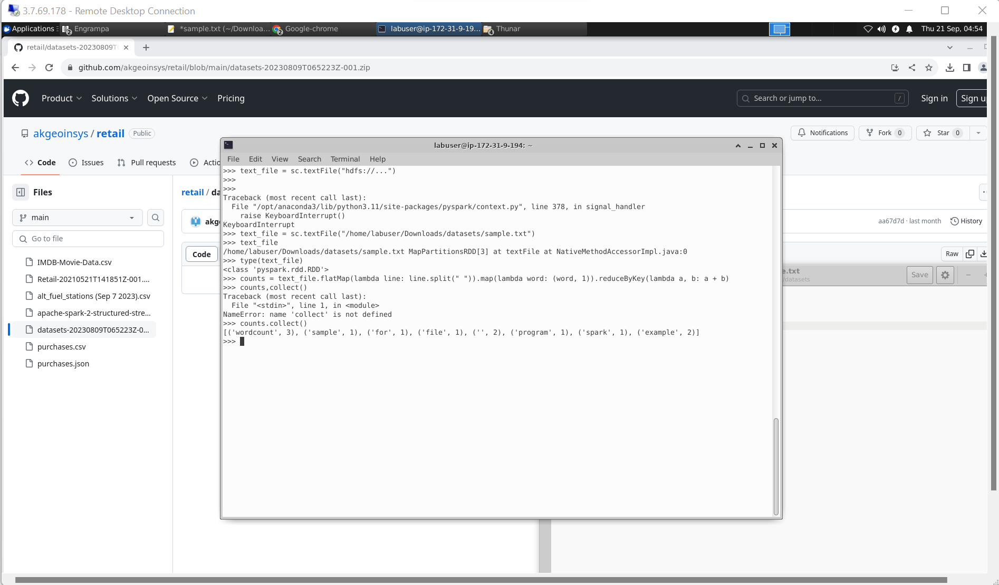 3.7.69.178 - Remote Desktop Connection
Applications
2 Engrampa
*sample.txt (~/Downloa...
2 Google-chrome
labuser@ip-172-31-9-19...
4 Thunar
Thu 21 Sep, 04:54
retail/datasets-20230809T
github.com/akgeoinsys/retail/blob/main/datasets-20230809T065223Z-001.zip
Product Solutions Open Source Pricing
Search or jump to... /
Sign in
Sign u
akgeoinsys / retail Public
Notifications
Fork 0
Star 0
Code
Issues
Pull requests
Actio
Files
main
Go to file
IMDB-Movie-Data.csv
Retail-20210521T141851Z-001....
alt_fuel_stations (Sep 7 2023).csv
apache-spark-2-structured-stre...
datasets-20230809T065223Z-0...
purchases.csv
purchases.json
retail / da
akge
aa67d7d · last month
History
Code
Raw
e.txt
/datasets
Save
labuser@ip-172-31-9-194: ~
File Edit View Search Terminal Help
>>> text_file = sc.textFile("hdfs://...")
>>>
>>>
Traceback (most recent call last):
  File "/opt/anaconda3/lib/python3.11/site-packages/pyspark/context.py", line 378, in signal_handler
    raise KeyboardInterrupt()
KeyboardInterrupt
>>> text_file = sc.textFile("/home/labuser/Downloads/datasets/sample.txt")
>>> text_file
/home/labuser/Downloads/datasets/sample.txt MapPartitionsRDD[3] at textFile at NativeMethodAccessorImpl.java:0
>>> type(text_file)
<class 'pyspark.rdd.RDD'>
>>> counts = text_file.flatMap(lambda line: line.split(" ")).map(lambda word: (word, 1)).reduceByKey(lambda a, b: a + b)
>>> counts,collect()
Traceback (most recent call last):
  File "<stdin>", line 1, in <module>
NameError: name 'collect' is not defined
>>> counts.collect()
[('wordcount', 3), ('sample', 1), ('for', 1), ('file', 1), ('', 2), ('program', 1), ('spark', 1), ('example', 2)]
>>>